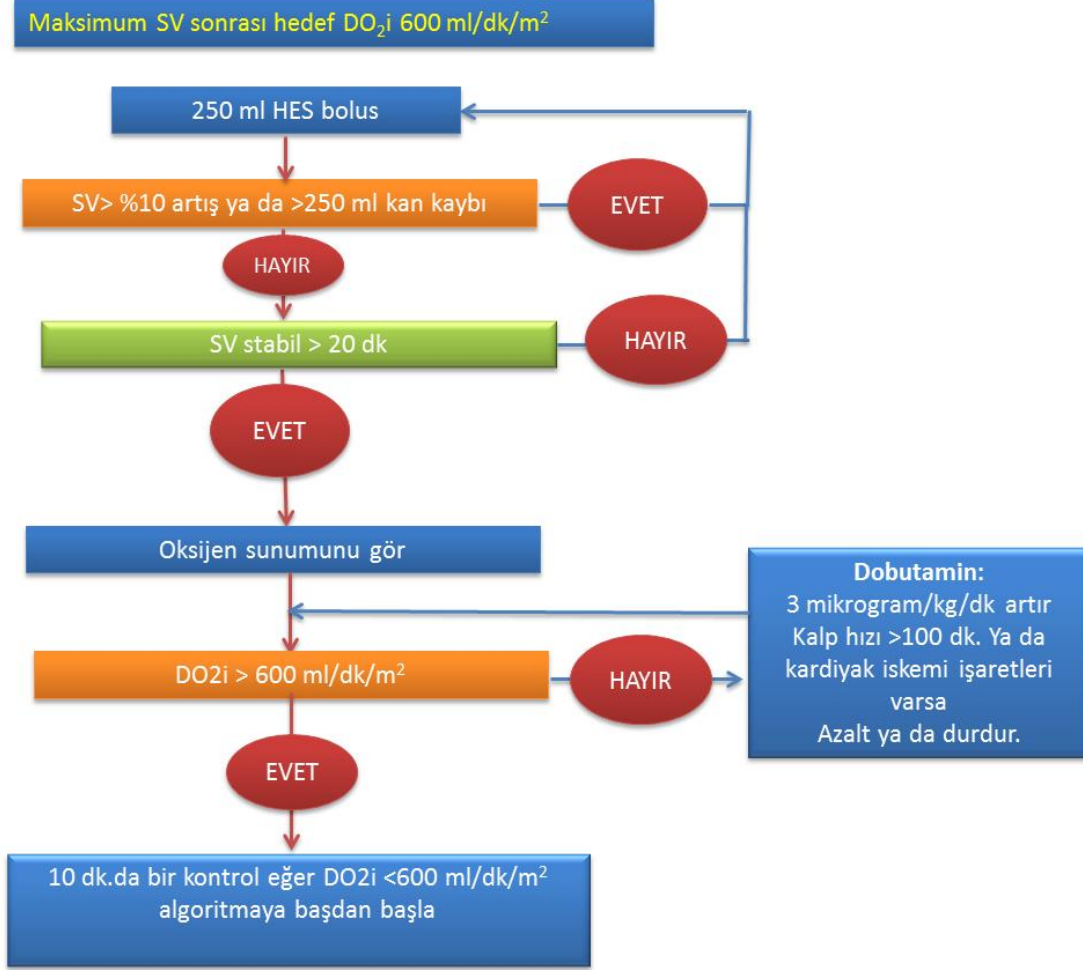 Maksimum SV sonrası hedef DO₂i 600 ml/dk/m²
250 ml HES bolus
SV> %10 artış ya da >250 ml kan kaybı
EVET
HAYIR
SV stabil > 20 dk
HAYIR
EVET
Oksijen sunumunu gör
Dobutamin:
3 mikrogram/kg/dk artır
Kalp hızı >100 dk. Ya da
kardiyak iskemi işaretleri
varsa
Azalt ya da durdur.
DO2i > 600 ml/dk/m²
HAYIR
EVET
10 dk.da bir kontrol eğer DO2i <600 ml/dk/m²
algoritmaya başdan başla